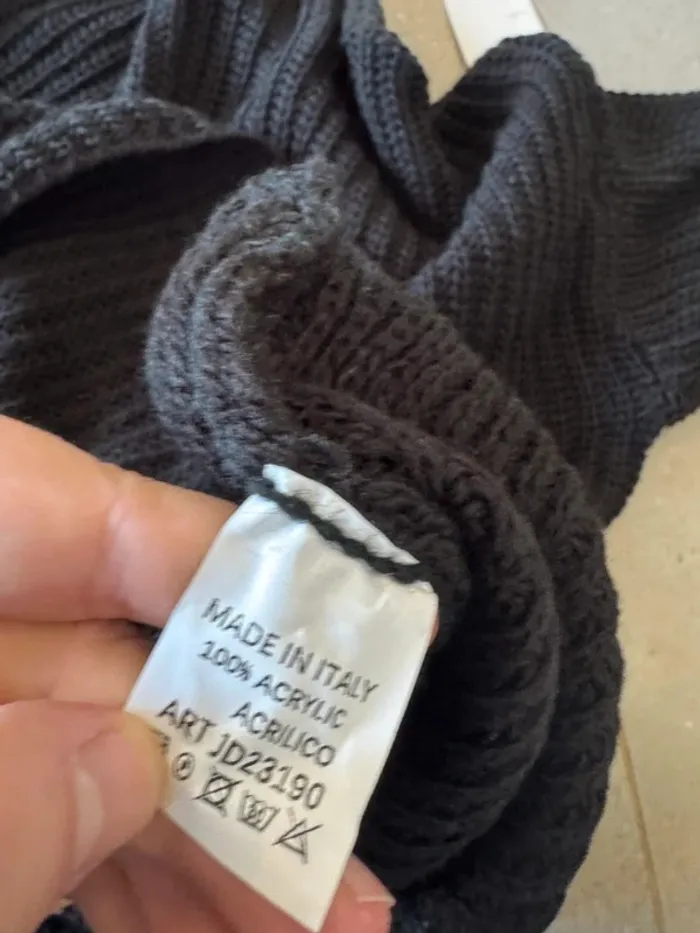 MADE IN ITALY
100% ACRYLIC
ACRILICO
ART JD23190